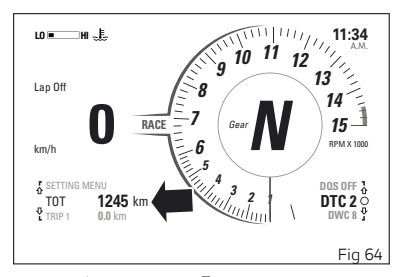 LO HI
11:34
A.M.
Lap Off
0
km/h
RACE
Gear
N
1
2
3
4
5
6
7
8
9
10
11
12
13
14
15
RPM X 1000
SETTING MENU
TOT 1245 km
TRIP 1 0.0 km
DQS OFF
DTC 2
DWC 8
Fig 64